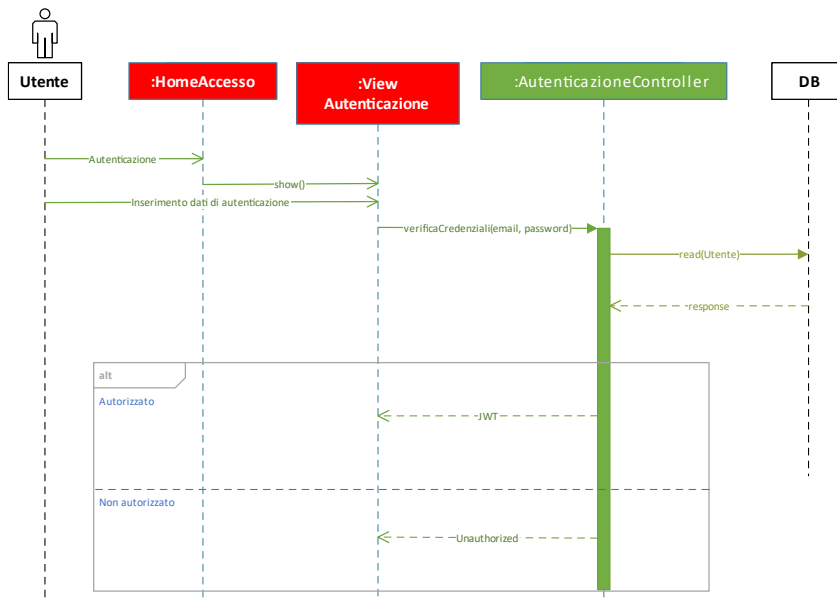 Utente
:HomeAccesso
:View
Autenticazione
:AutenticazioneController
DB
Autenticazione
show()
Inserimento dati di autenticazione
verificaCredenziali(email, password)
read(Utente)
response
alt
Autorizzato
JWT
Non autorizzato
Unauthorized